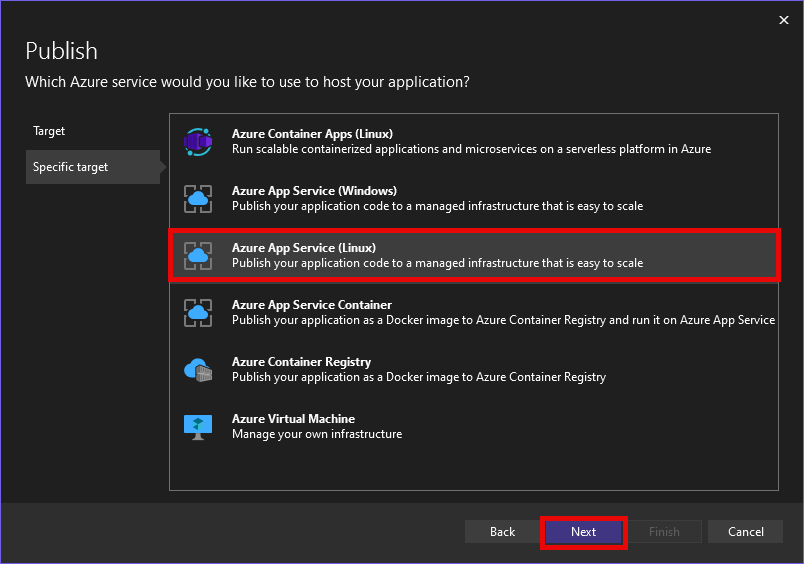 Publish
Which Azure service would you like to use to host your application?
Target
Specific target
Azure Container Apps (Linux)
Run scalable containerized applications and microservices on a serverless platform in Azure
Azure App Service (Windows)
Publish your application code to a managed infrastructure that is easy to scale
Azure App Service (Linux)
Publish your application code to a managed infrastructure that is easy to scale
Azure App Service Container
Publish your application as a Docker image to Azure Container Registry and run it on Azure App Service
Azure Container Registry
Publish your application as a Docker image to Azure Container Registry
Azure Virtual Machine
Manage your own infrastructure
Back
Next
Finish
Cancel